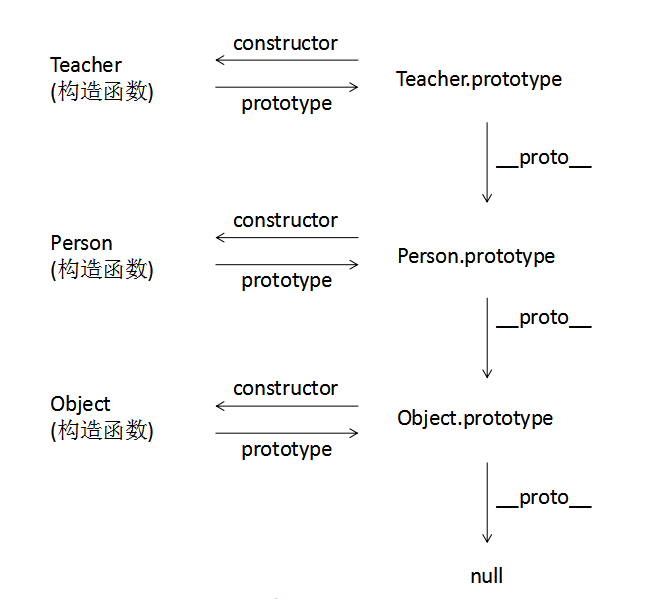 constructor
Teacher
(构造函数)
Teacher.prototype
prototype
__proto__
constructor
Person
(构造函数)
Person.prototype
prototype
__proto__
constructor
Object
(构造函数)
Object.prototype
prototype
__proto__
null